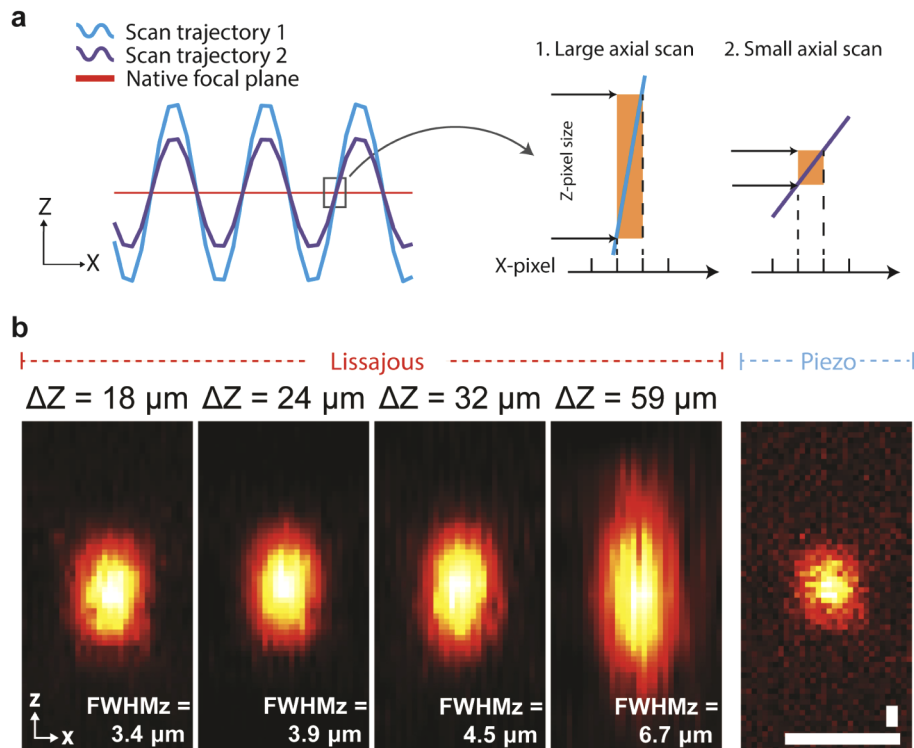 a
Scan trajectory 1
Scan trajectory 2
Native focal plane
Z
X
1. Large axial scan
2. Small axial scan
Z-pixel size
X-pixel
b
Lissajous
Piezo
ΔZ = 18 μm
ΔZ = 24 μm
ΔZ = 32 μm
ΔZ = 59 μm
FWHMz =
3.4 μm
FWHMz =
3.9 μm
FWHMz =
4.5 μm
FWHMz =
6.7 μm
z
x